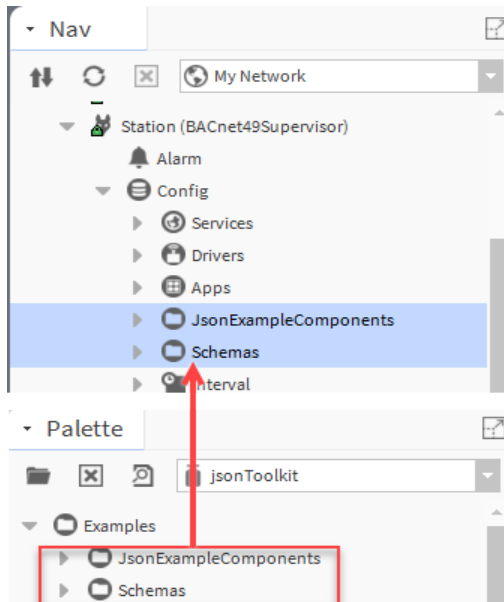 Nav
My Network
Station (BACnet49Supervisor)
Alarm
Config
Services
Drivers
Apps
JsonExampleComponents
Schemas
Interval
Palette
jsonToolkit
Examples
JsonExampleComponents
Schemas